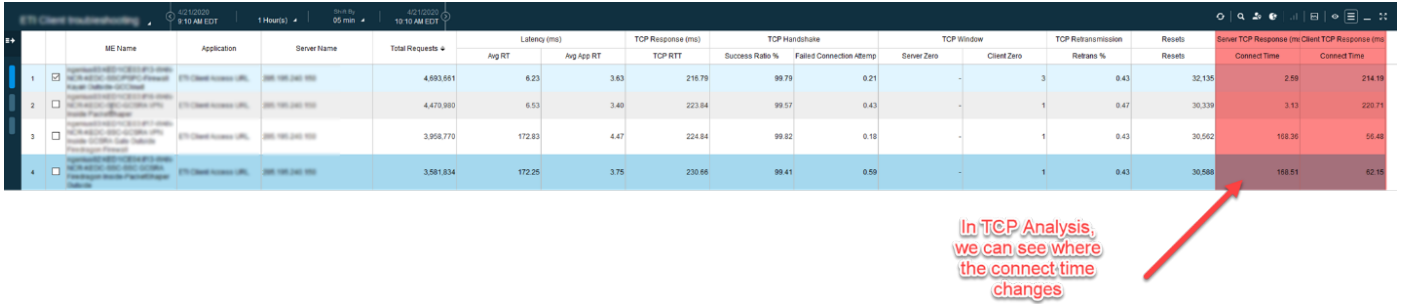 ETI Client troubleshooting
4/21/2020
9:10 AM EDT
1 Hour(s)
Shift By
05 min
4/21/2020
10:10 AM EDT
ME Name Application Server Name Total Requests Latency (ms) TCP Response (ms) TCP Handshake TCP Window TCP Retransmission Resets Server TCP Response (ms Client TCP Response (ms
Avg RT Avg App RT TCP RTT Success Ratio % Failed Connection Attemp Server Zero Client Zero Retrans % Resets Connect Time Connect Time
1 ETI Client Access URL 4,693,661 6.23 3.63 216.79 99.79 0.21 - 3 0.43 32,135 2.59 214.19
2 ETI Client Access URL 4,470,980 6.53 3.40 223.84 99.57 0.43 - 1 0.47 30,339 3.13 220.71
3 ETI Client Access URL 3,958,770 172.83 4.47 224.84 99.82 0.18 - 1 0.43 30,562 168.36 56.48
4 ETI Client Access URL 3,581,834 172.25 3.75 230.66 99.41 0.59 - 1 0.43 30,588 168.51 62.15
In TCP Analysis,
we can see where
the connect time
changes